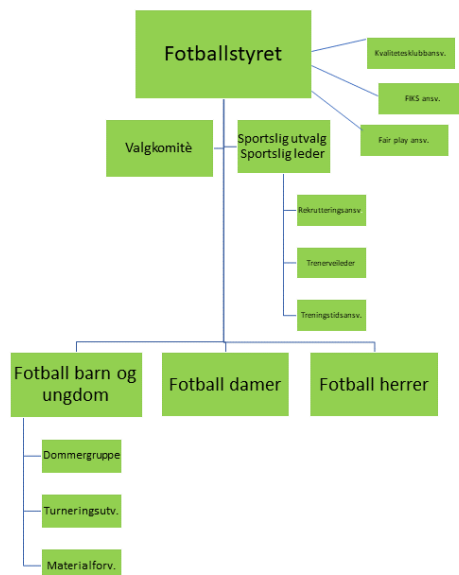 Fotballstyret
Kvalitetesklubbansv.
FIKS ansv.
Fair play ansv.
Valgkomitè
Sportslig utvalg
Sportslig leder
Rekrutteringsansv
Trenerveileder
Treningstidsansv.
Fotball barn og
ungdom
Fotball damer
Fotball herrer
Dommergruppe
Turneringsutv.
Materialforv.